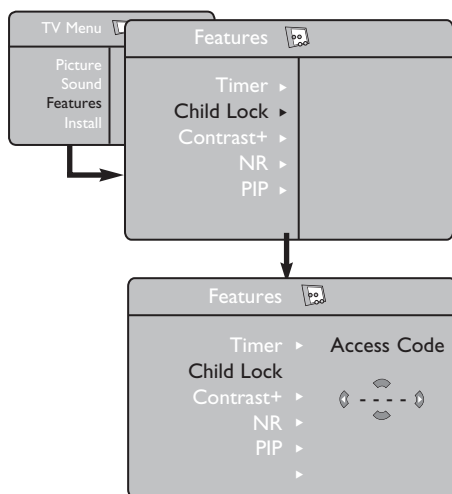 TV Menu
Picture
Sound
Features
Install
Features
Timer
Child Lock
Contrast+
NR
PIP
Features
Timer
Child Lock
Contrast+
NR
PIP
Access Code
- - - -